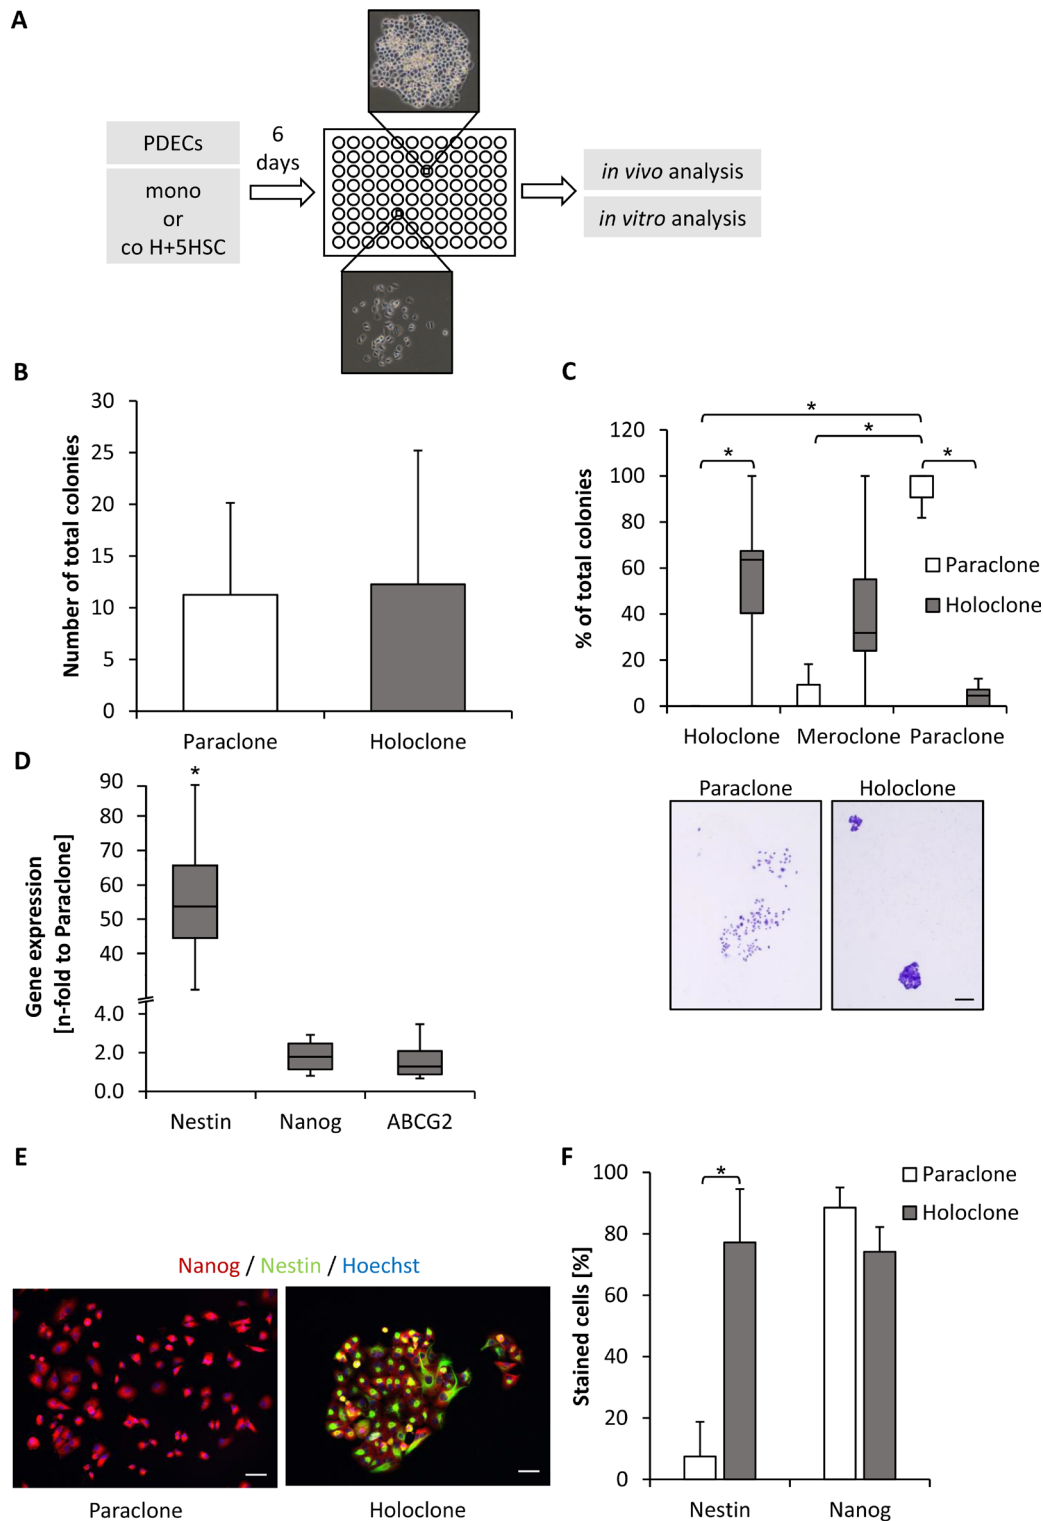 A
PDECs
mono
or
co H+5HSC
6
days
in vivo analysis
in vitro analysis
B
Number of total colonies
30
25
20
15
10
5
0
Paraclone
Holoclone
C
% of total colonies
120
100
80
60
40
20
0
*
*
*
*
Paraclone
Holoclone
Holoclone
Meroclone
Paraclone
Paraclone
Holoclone
D
Gene expression
[n-fold to Paraclone]
90
80
70
60
50
40
4.0
2.0
0.0
*
Nestin
Nanog
ABCG2
E
Nanog / Nestin / Hoechst
Paraclone
Holoclone
F
Stained cells [%]
100
80
60
40
20
0
*
Paraclone
Holoclone
Nestin
Nanog